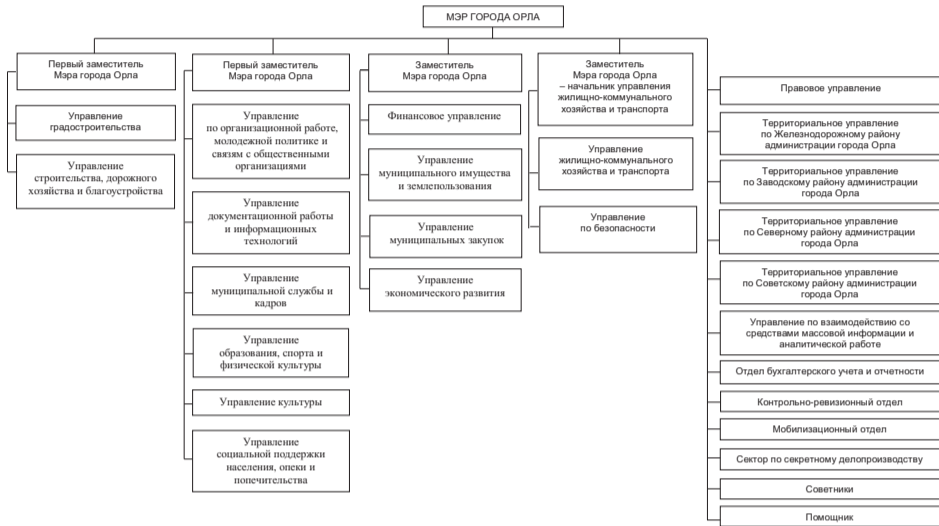 МЭР ГОРОДА ОРЛА
Первый заместитель
Мэра города Орла
Управление
градостроительства
Управление
строительства, дорожного
хозяйства и благоустройства
Первый заместитель
Мэра города Орла
Управление
по организационной работе,
молодежной политике и
связям с общественными
организациями
Управление
документационной работы
и информационных
технологий
Управление
муниципальной службы и
кадров
Управление
образования, спорта и
физической культуры
Управление культуры
Управление
социальной поддержки
населения, опеки и
попечительства
Заместитель
Мэра города Орла
Финансовое управление
Управление
муниципального имущества
и землепользования
Управление
муниципальных закупок
Управление
экономического развития
Заместитель
Мэра города Орла
– начальник управления
жилищно-коммунального
хозяйства и транспорта
Управление
жилищно-коммунального
хозяйства и транспорта
Управление
по безопасности
Правовое управление
Территориальное управление
по Железнодорожному району
администрации города Орла
Территориальное управление
по Заводскому району администрации
города Орла
Территориальное управление
по Северному району администрации
города Орла
Территориальное управление
по Советскому району администрации
города Орла
Управление по взаимодействию со
средствами массовой информации и
аналитической работе
Отдел бухгалтерского учета и отчетности
Контрольно-ревизионный отдел
Мобилизационный отдел
Сектор по секретному делопроизводству
Советники
Помощник